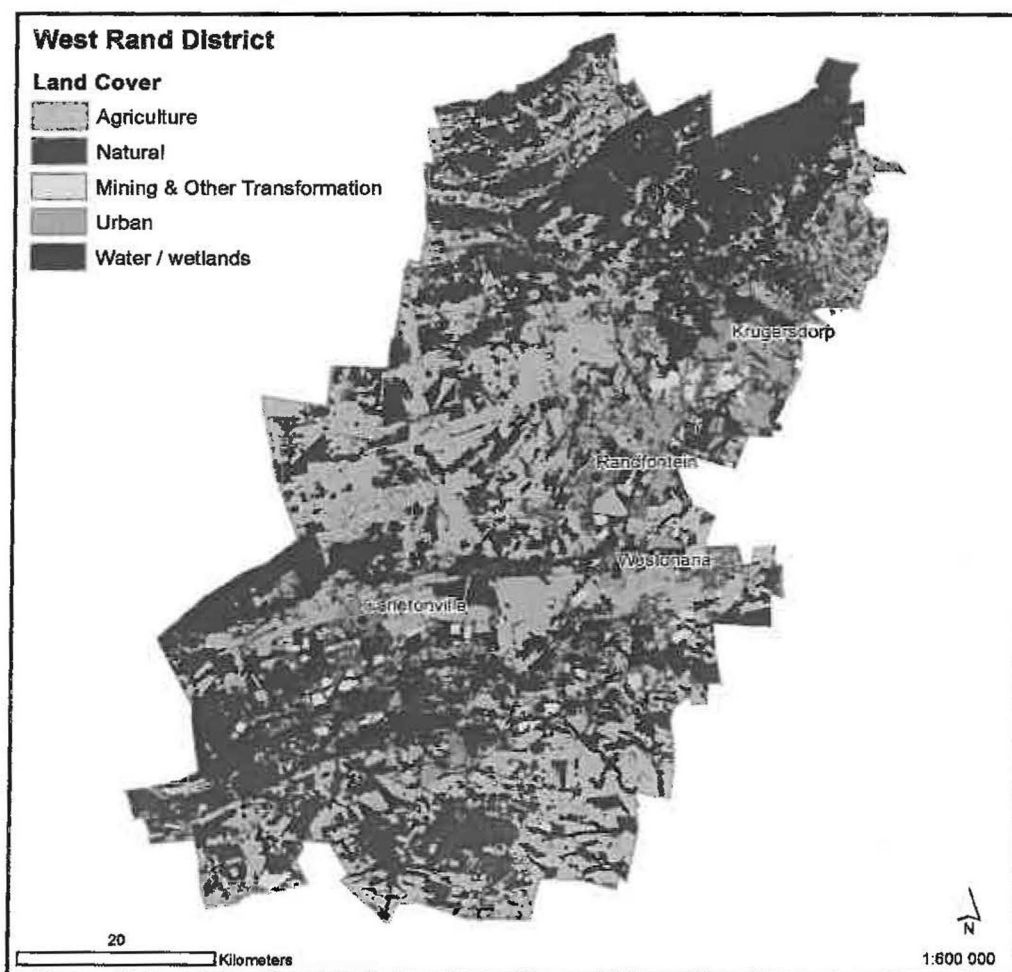 West Rand District
Land Cover
Agriculture
Natural
Mining & Other Transformation
Urban
Water / wetlands
Krugersdorp
Randfontein
Westonaria
Carletonville
20
Kilometers
N
1:600 000